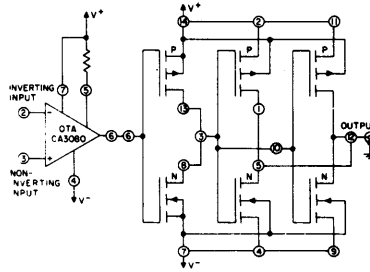 V+
V+
14
2
11
P
P
P
7
5
13
1
INVERTING
INPUT
2
OTA
CA3080
6
6
3
10
OUTPUT
12
3
NON-
INVERTING
INPUT
8
5
4
N
N
N
V-
7
4
9
V-